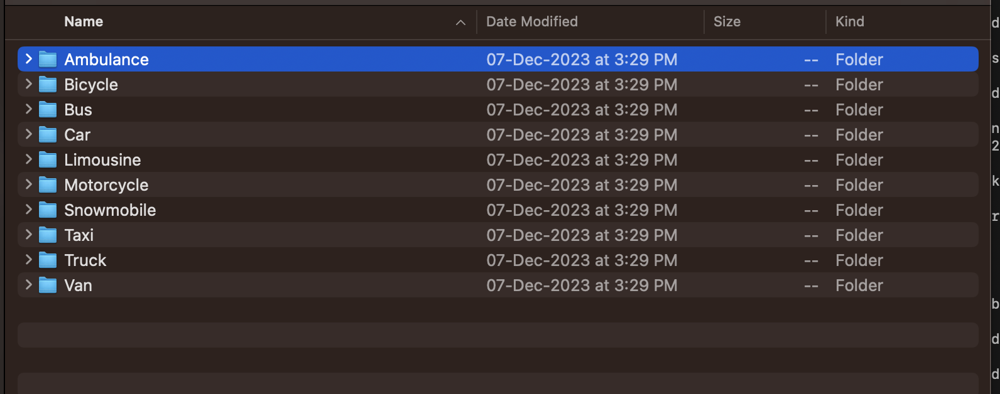 Name Date Modified Size Kind
Ambulance 07-Dec-2023 at 3:29 PM -- Folder
Bicycle 07-Dec-2023 at 3:29 PM -- Folder
Bus 07-Dec-2023 at 3:29 PM -- Folder
Car 07-Dec-2023 at 3:29 PM -- Folder
Limousine 07-Dec-2023 at 3:29 PM -- Folder
Motorcycle 07-Dec-2023 at 3:29 PM -- Folder
Snowmobile 07-Dec-2023 at 3:29 PM -- Folder
Taxi 07-Dec-2023 at 3:29 PM -- Folder
Truck 07-Dec-2023 at 3:29 PM -- Folder
Van 07-Dec-2023 at 3:29 PM -- Folder